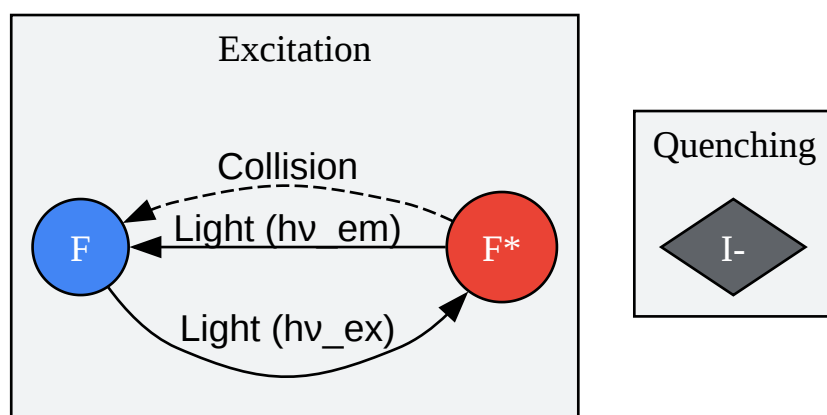 Excitation
Collision
F
Light (hν_em)
F*
Light (hν_ex)
Quenching
I-